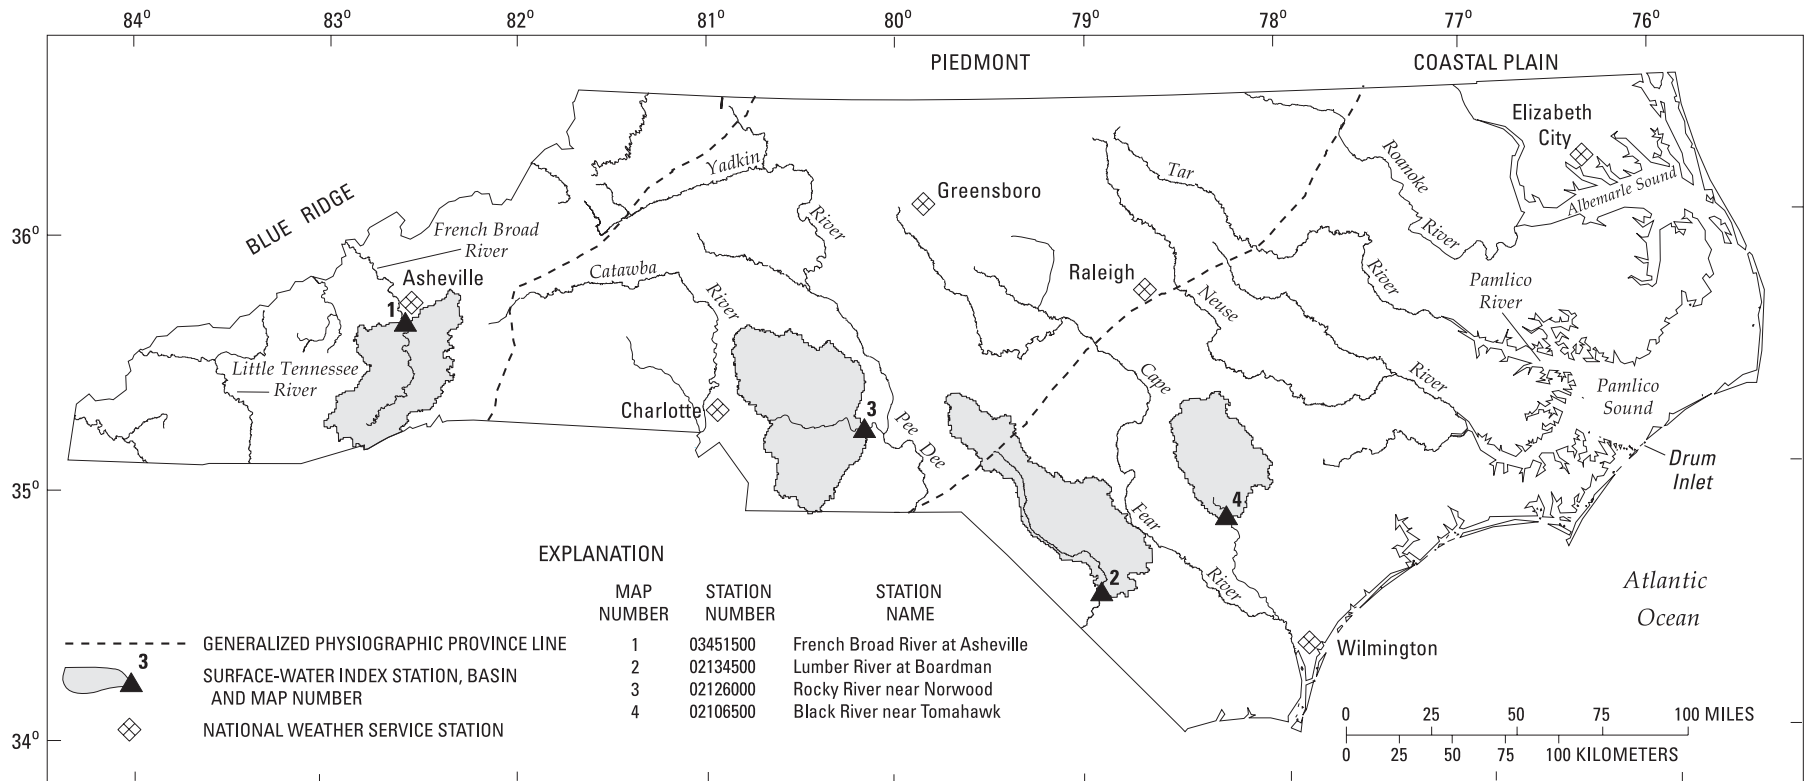 84° 83° 82° 81° 80° 79° 78° 77° 76°
PIEDMONT
COASTAL PLAIN
Elizabeth
City
BLUE RIDGE
French Broad
River
Asheville
1
Little Tennessee
River
Yadkin
River
Catawba
River
Charlotte
3
Pee Dee
Greensboro
Raleigh
Tar
River
Roanoke
River
Albemarle Sound
Neuse
River
Pamlico
River
Pamlico
Sound
Drum
Inlet
Cape
Fear
River
4
2
Wilmington
Atlantic
Ocean
36°
35°
34°
EXPLANATION
GENERALIZED PHYSIOGRAPHIC PROVINCE LINE
3
SURFACE-WATER INDEX STATION, BASIN
AND MAP NUMBER
NATIONAL WEATHER SERVICE STATION
MAP STATION STATION
NUMBER NUMBER NAME
1 03451500 French Broad River at Asheville
2 02134500 Lumber River at Boardman
3 02126000 Rocky River near Norwood
4 02106500 Black River near Tomahawk
0 25 50 75 100 MILES
0 25 50 75 100 KILOMETERS